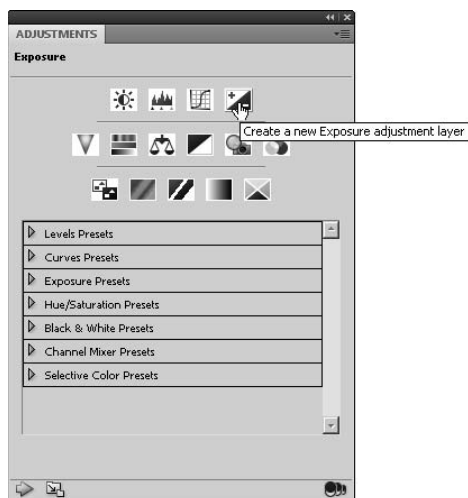 ADJUSTMENTS
Exposure
Create a new Exposure adjustment layer
Levels Presets
Curves Presets
Exposure Presets
Hue/Saturation Presets
Black & White Presets
Channel Mixer Presets
Selective Color Presets